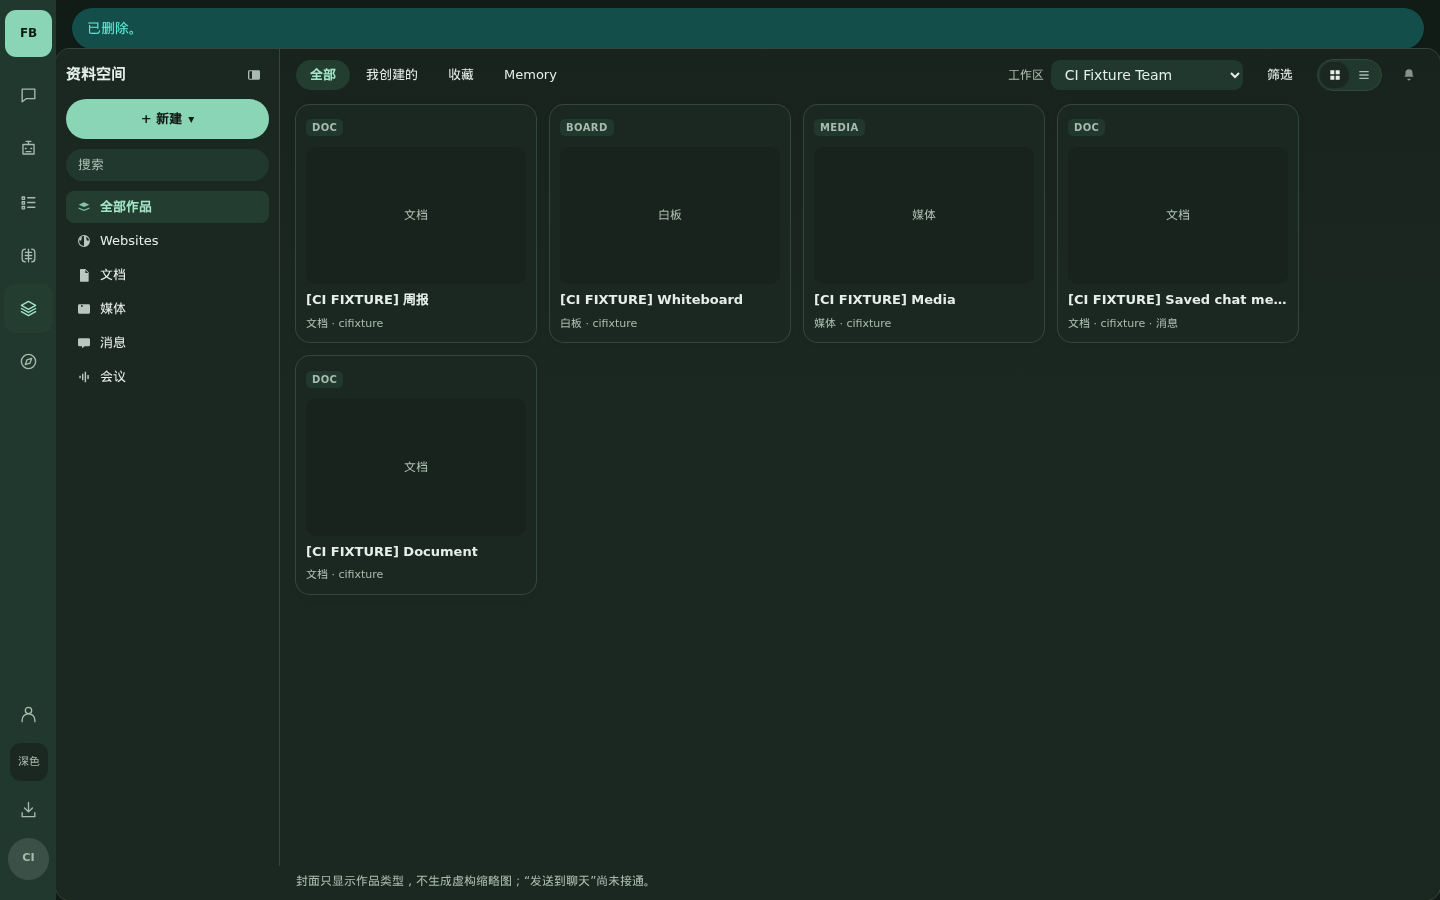 FB
已删除。
资料空间
+ 新建 ▾
搜索
全部作品
Websites
文档
媒体
消息
会议
深色
CI
全部
我创建的
收藏
Memory
工作区
CI Fixture Team
筛选
DOC
文档
[CI FIXTURE] 周报
文档 · cifixture
BOARD
白板
[CI FIXTURE] Whiteboard
白板 · cifixture
MEDIA
媒体
[CI FIXTURE] Media
媒体 · cifixture
DOC
文档
[CI FIXTURE] Saved chat me…
文档 · cifixture · 消息
DOC
文档
[CI FIXTURE] Document
文档 · cifixture
封面只显示作品类型，不生成虚构缩略图；“发送到聊天”尚未接通。